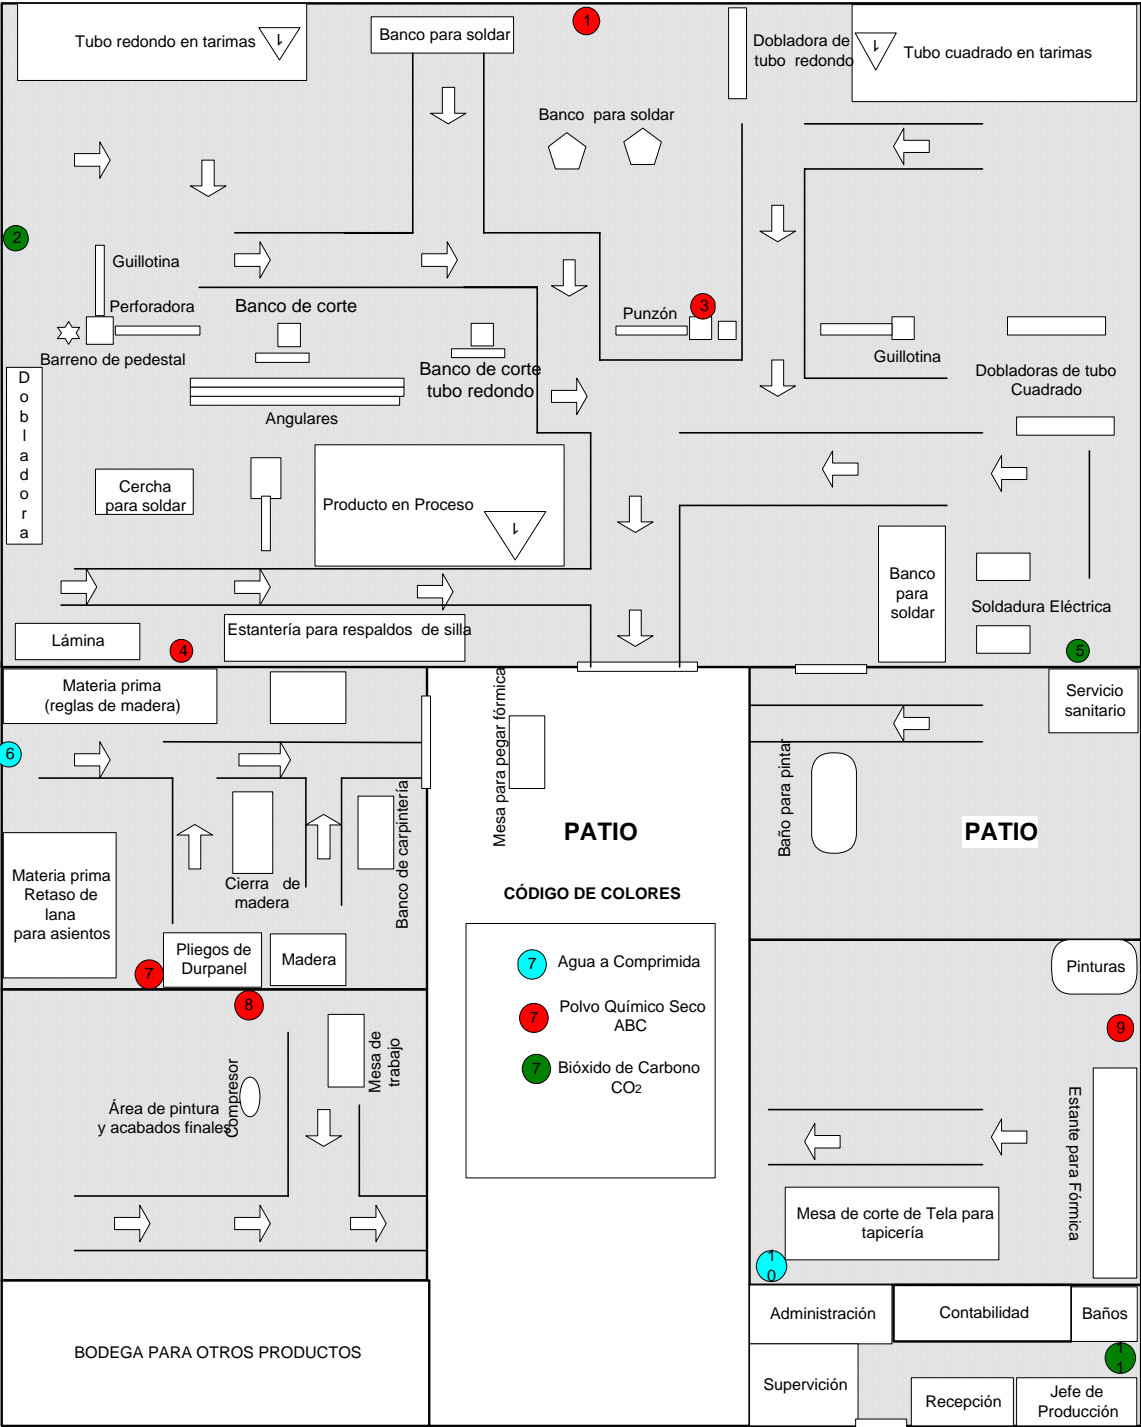 1
Tubo redondo en tarimas
1
Banco para soldar
Dobladora de
tubo redondo
1
Tubo cuadrado en tarimas
Banco para soldar
2
Guillotina
Perforadora
Barreno de pedestal
Banco de corte
Banco de corte
tubo redondo
Angulares
Punzón
3
Guillotina
Dobladoras de tubo
Cuadrado
D
o
b
l
a
d
o
r
a
Cercha
para soldar
Producto en Proceso
1
Banco
para
soldar
Soldadura Eléctrica
Lámina
4
Estantería para respaldos de silla
5
Materia prima
(reglas de madera)
6
Mesa para pegar fórmica
Servicio
sanitario
Baño para pintar
PATIO
PATIO
Materia prima
Retaso de
lana
para asientos
Cierra de
madera
Banco de carpintería
7
Pliegos de
Durpanel
Madera
CÓDIGO DE COLORES
7
Agua a Comprimida
7
Polvo Químico Seco
ABC
7
Bióxido de Carbono
CO2
Pinturas
9
8
Mesa de
trabajo
Compresor
Área de pintura
y acabados finales
Estante para Fórmica
Mesa de corte de Tela para
tapicería
10
BODEGA PARA OTROS PRODUCTOS
Administración
Contabilidad
Baños
11
Supervición
Recepción
Jefe de
Producción